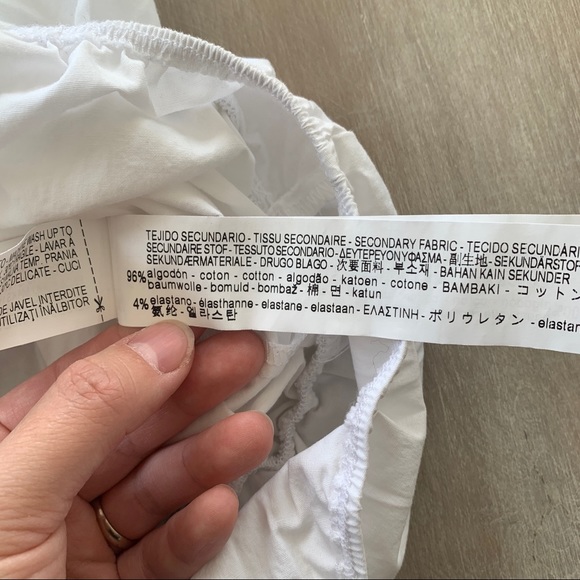 WASH UP TO
- LAVAR À
TEMP. PRANIA
DELICATE - CUCI
DE JAVEL INTERDITE
UTILIZAȚI ÎNĂLBITOR
TEJIDO SECUNDARIO - TISSU SECONDAIRE - SECONDARY FABRIC - TECIDO SECUNDÁRI
SECUNDAIRE STOF - TESSUTO SECONDARIO - ΔΕΥΤΕΡΕΥΟΝ ΥΦΑΣΜΑ - 副生地 - SEKUNDÄRSTOF
SEKUNDÆRMATERIALE - DRUGO BLAGO - 次要面料 - 부소재 - BAHAN KAIN SEKUNDER
96% algodón - coton - cotton - algodão - katoen - cotone - BAMBAKI - コットン
baumwolle - bomuld - bombaž - 棉 - 면 - katun
4% elastano - élasthanne - elastane - elastaan - ΕΛΑΣΤΙΝΗ - ポリウレタン - elastan
氨纶 - 엘라스탄